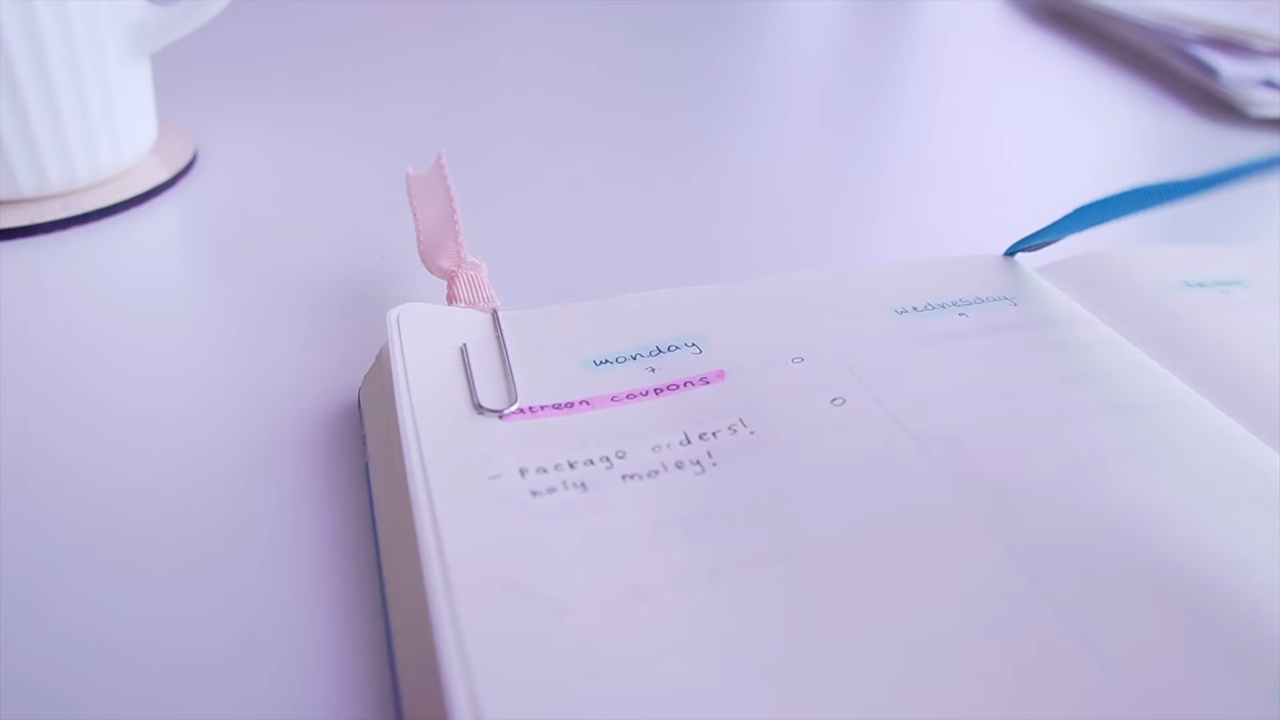 monday
7
atreon coupons
- Package orders!
holy moley!
wednesday
9